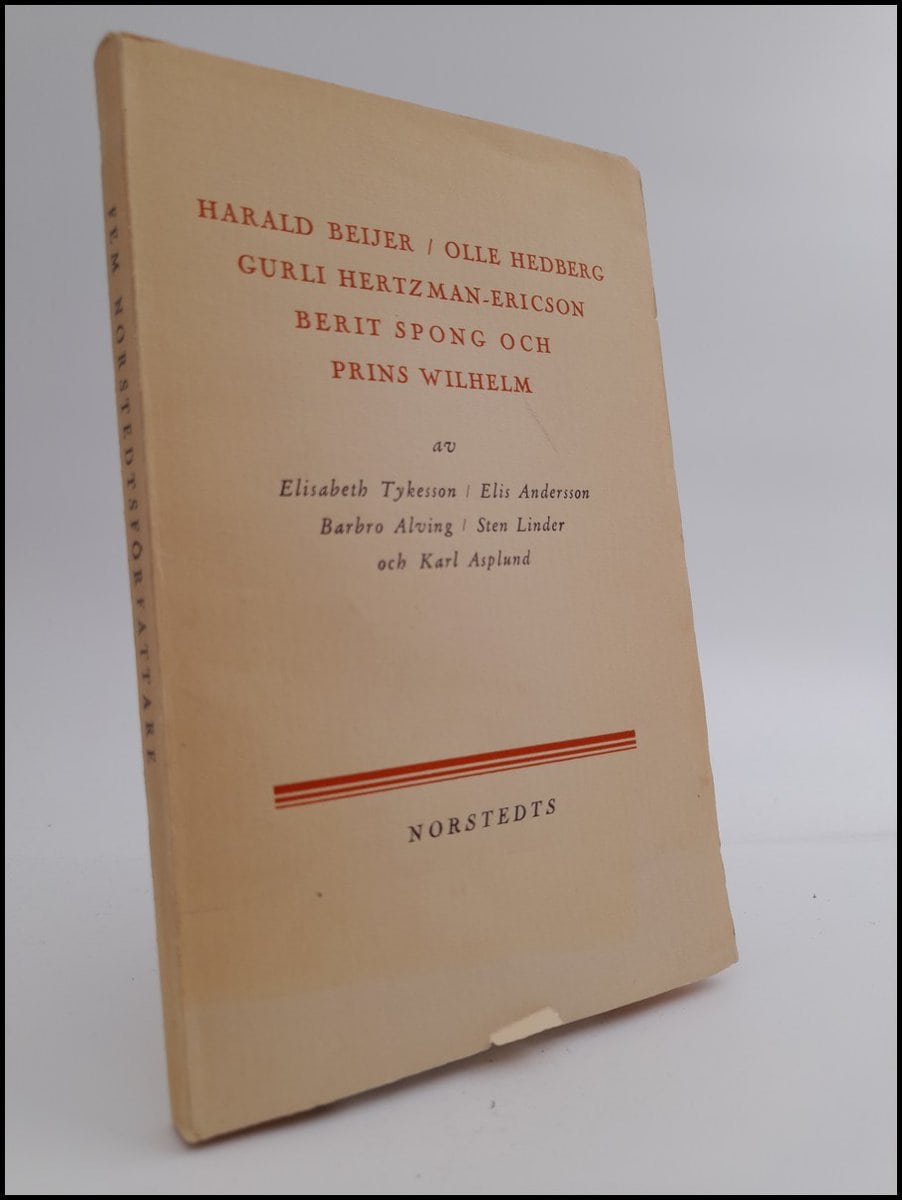 FEM NORSTEDTSFÖRFATTARE
HARALD BEIJER / OLLE HEDBERG
GURLI HERTZMAN-ERICSON
BERIT SPONG OCH
PRINS WILHELM
av
Elisabeth Tykesson / Elis Andersson
Barbro Alving / Sten Linder
och Karl Asplund
NORSTEDTS